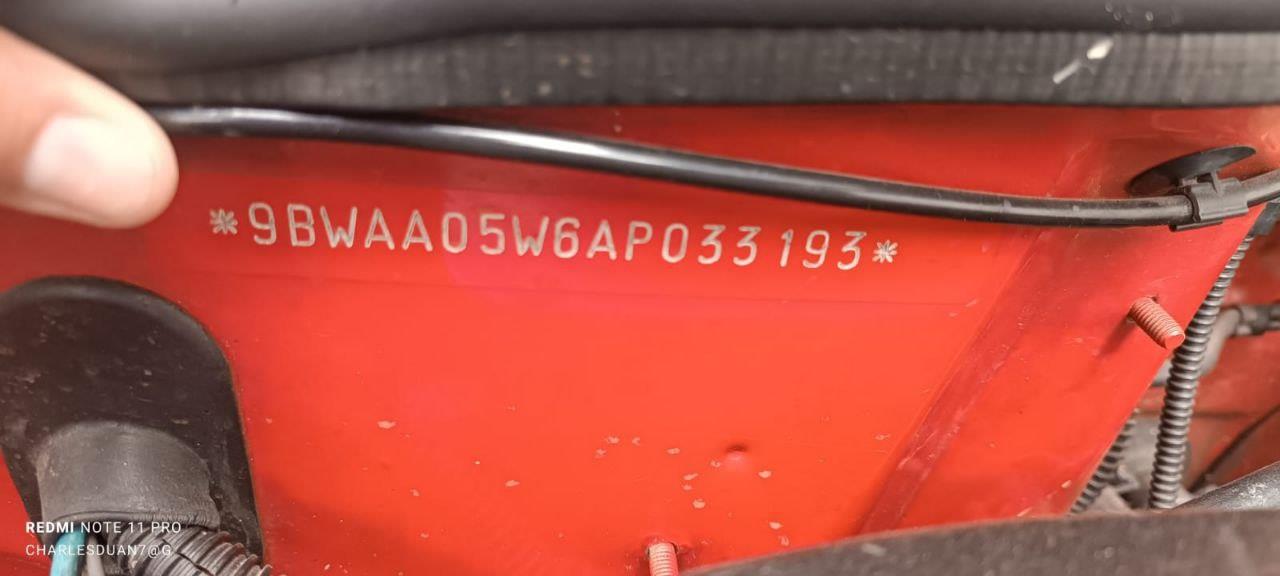 *9BWAA05W6AP033193*
REDMI NOTE 11 PRO
CHARLESDUAN7@G